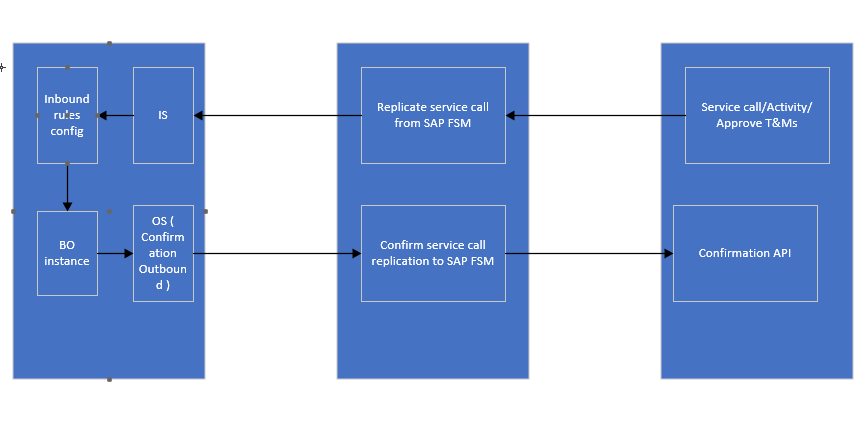 Inbound
rules
config
IS
Replicate service call
from SAP FSM
Service call/Activity/
Approve T&Ms
BO
instance
OS (
Confirm
ation
Outboun
d )
Confirm service call
replication to SAP FSM
Confirmation API